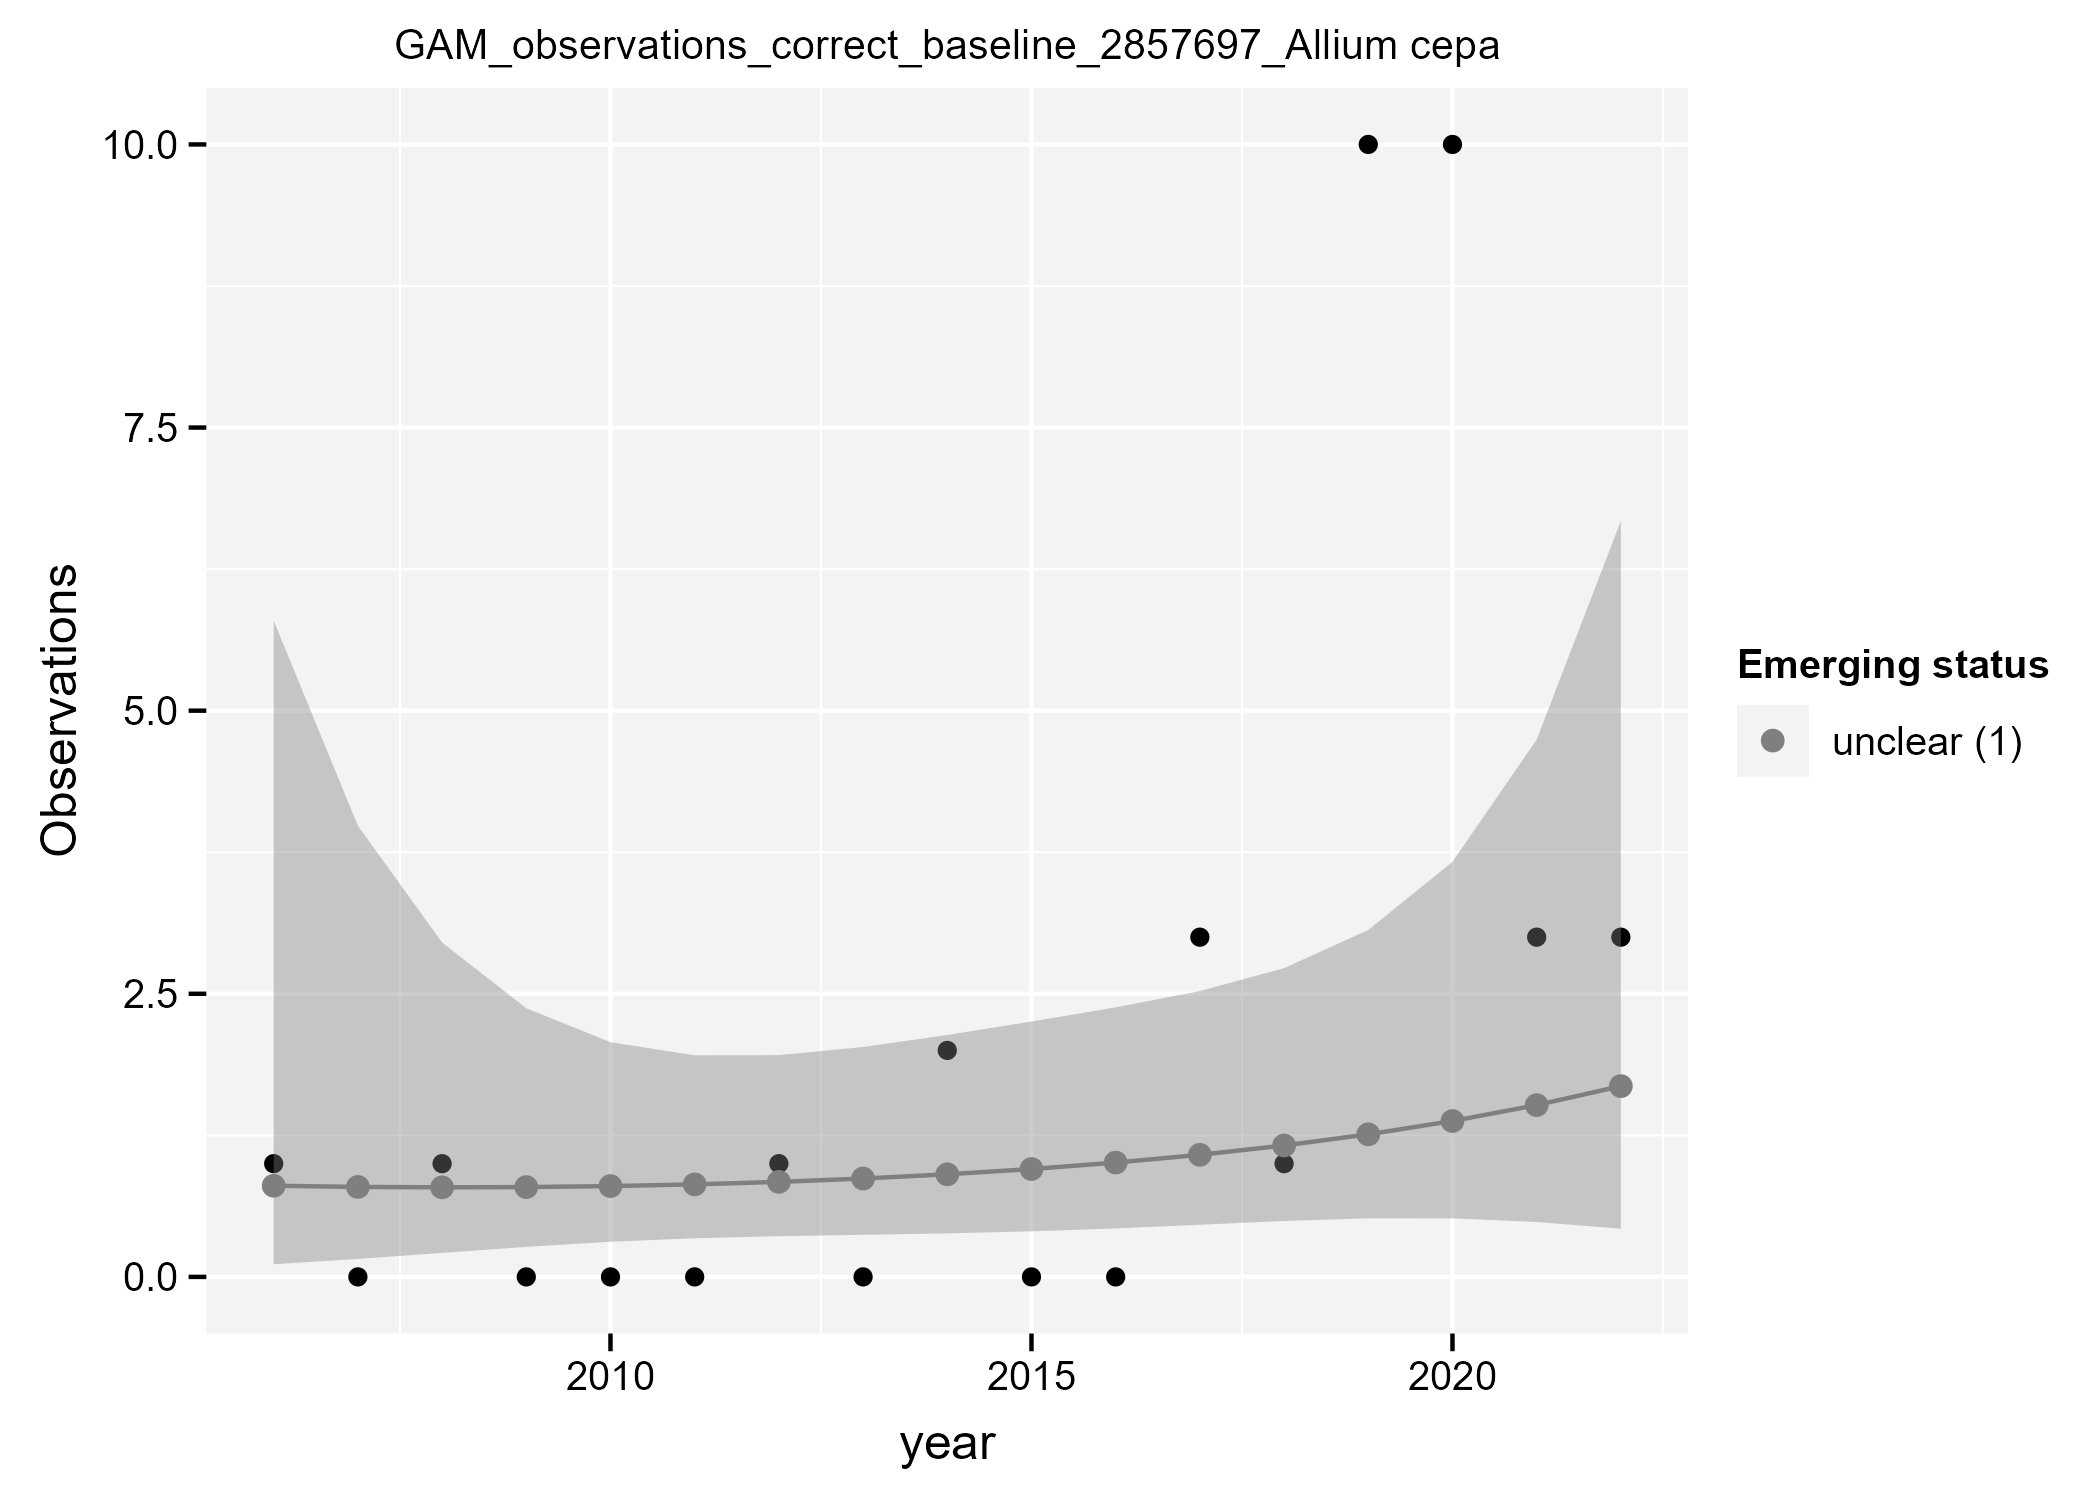 GAM_observations_correct_baseline_2857697_Allium cepa
10.0
7.5
5.0
2.5
0.0
Observations
2010
2015
2020
year
Emerging status
unclear (1)